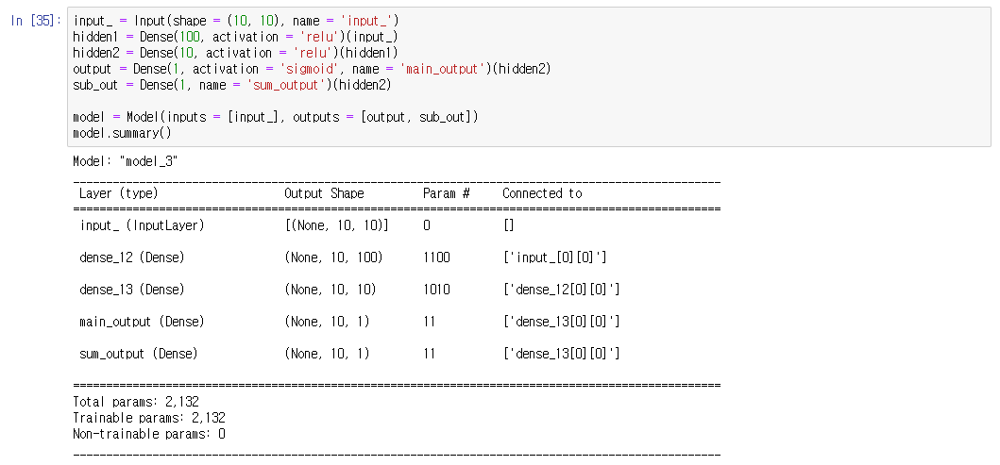 In [35]: input_ = Input(shape = (10, 10), name = 'input_')
hidden1 = Dense(100, activation = 'relu')(input_)
hidden2 = Dense(10, activation = 'relu')(hidden1)
output = Dense(1, activation = 'sigmoid', name = 'main_output')(hidden2)
sub_out = Dense(1, name = 'sum_output')(hidden2)
model = Model(inputs = [input_], outputs = [output, sub_out])
model.summary()
Model: "model_3"
Layer (type) Output Shape Param # Connected to
input_ (InputLayer) [(None, 10, 10)] 0 []
dense_12 (Dense) (None, 10, 100) 1100 ['input_[0][0]']
dense_13 (Dense) (None, 10, 10) 1010 ['dense_12[0][0]']
main_output (Dense) (None, 10, 1) 11 ['dense_13[0][0]']
sum_output (Dense) (None, 10, 1) 11 ['dense_13[0][0]']
Total params: 2,132
Trainable params: 2,132
Non-trainable params: 0